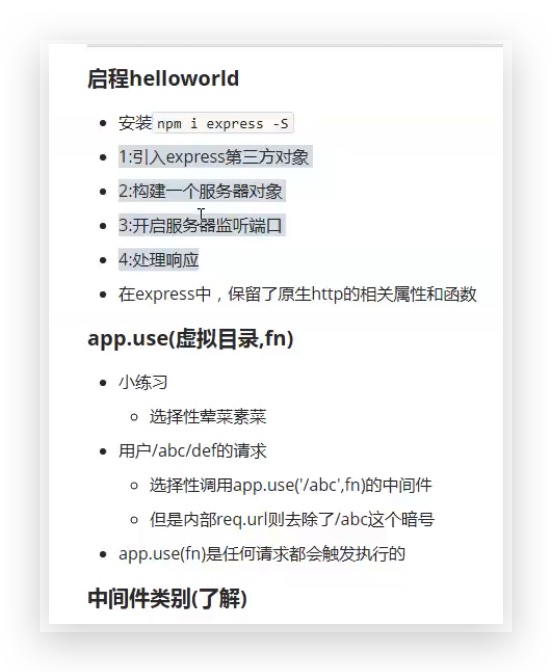 启程helloworld
安装 npm i express -S
1:引入express第三方对象
2:构建一个服务器对象
3:开启服务器监听端口
4:处理响应
在express中，保留了原生http的相关属性和函数
app.use(虚拟目录,fn)
小练习
选择性荤菜素菜
用户/abc/def的请求
选择性调用app.use('/abc',fn)的中间件
但是内部req.url则去除了/abc这个暗号
app.use(fn)是任何请求都会触发执行的
中间件类别(了解)